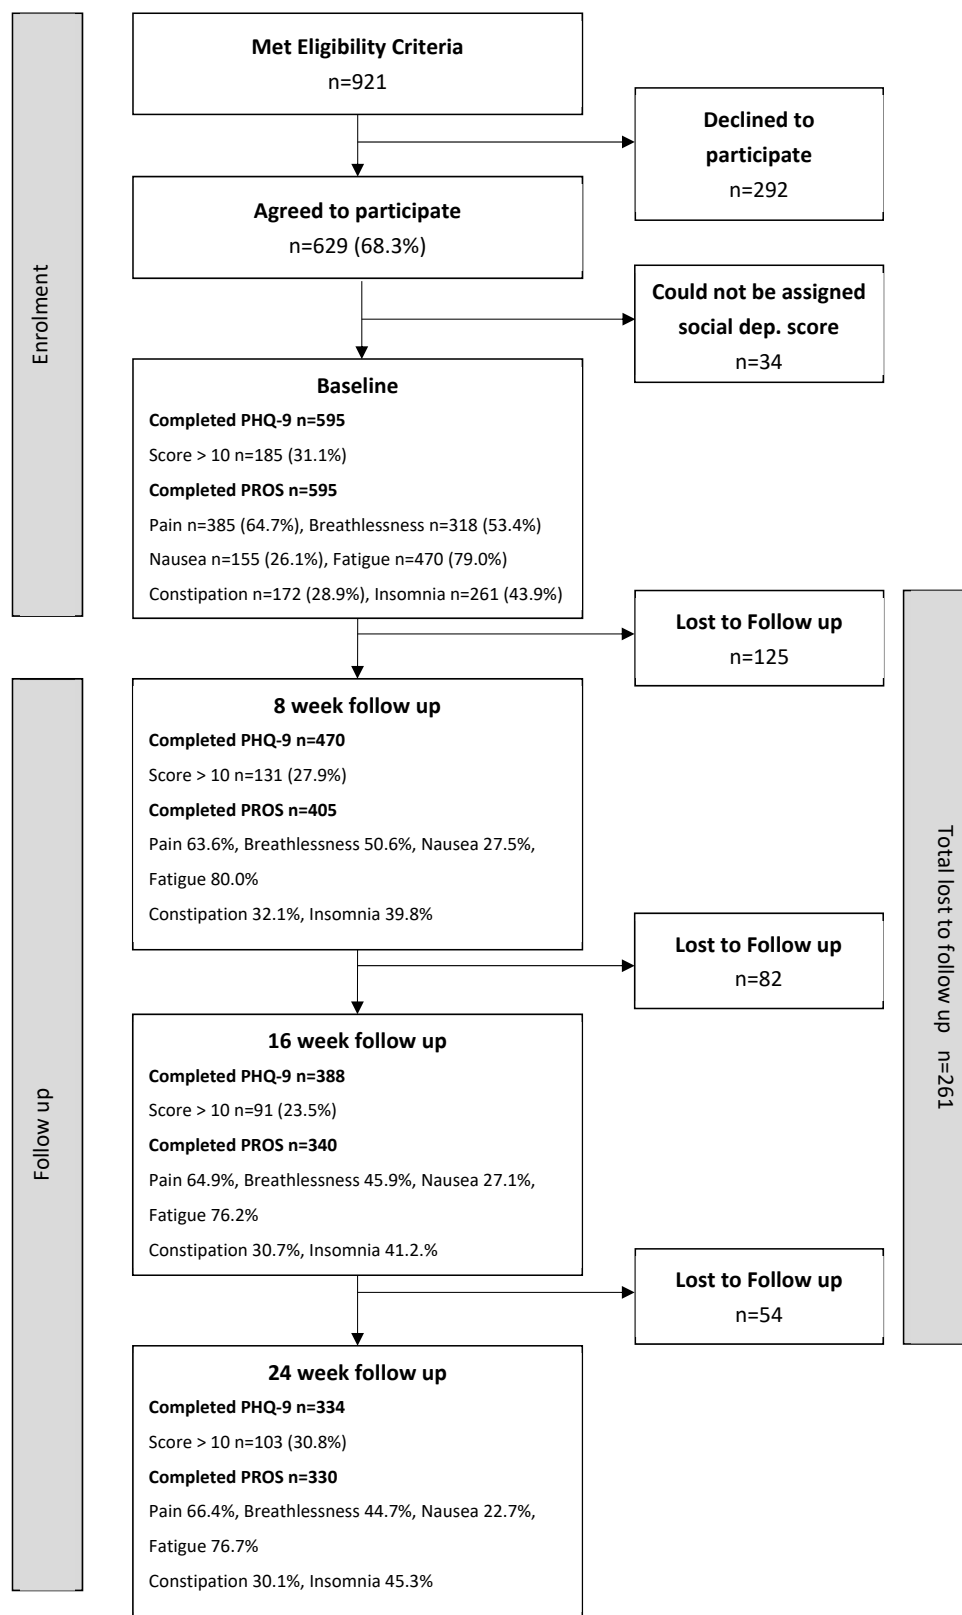 Met Eligibility Criteria
n=921
Declined to
participate
n=292
Agreed to participate
n=629 (68.3%)
Could not be assigned
social dep. score
n=34
Enrolment
Baseline
Completed PHQ-9 n=595
Score > 10 n=185 (31.1%)
Completed PROS n=595
Pain n=385 (64.7%), Breathlessness n=318 (53.4%)
Nausea n=155 (26.1%), Fatigue n=470 (79.0%)
Constipation n=172 (28.9%), Insomnia n=261 (43.9%)
Lost to Follow up
n=125
8 week follow up
Completed PHQ-9 n=470
Score > 10 n=131 (27.9%)
Completed PROS n=405
Pain 63.6%, Breathlessness 50.6%, Nausea 27.5%,
Fatigue 80.0%
Constipation 32.1%, Insomnia 39.8%
Lost to Follow up
n=82
Total lost to follow up n=261
Follow up
16 week follow up
Completed PHQ-9 n=388
Score > 10 n=91 (23.5%)
Completed PROS n=340
Pain 64.9%, Breathlessness 45.9%, Nausea 27.1%,
Fatigue 76.2%
Constipation 30.7%, Insomnia 41.2.%
Lost to Follow up
n=54
24 week follow up
Completed PHQ-9 n=334
Score > 10 n=103 (30.8%)
Completed PROS n=330
Pain 66.4%, Breathlessness 44.7%, Nausea 22.7%,
Fatigue 76.7%
Constipation 30.1%, Insomnia 45.3%